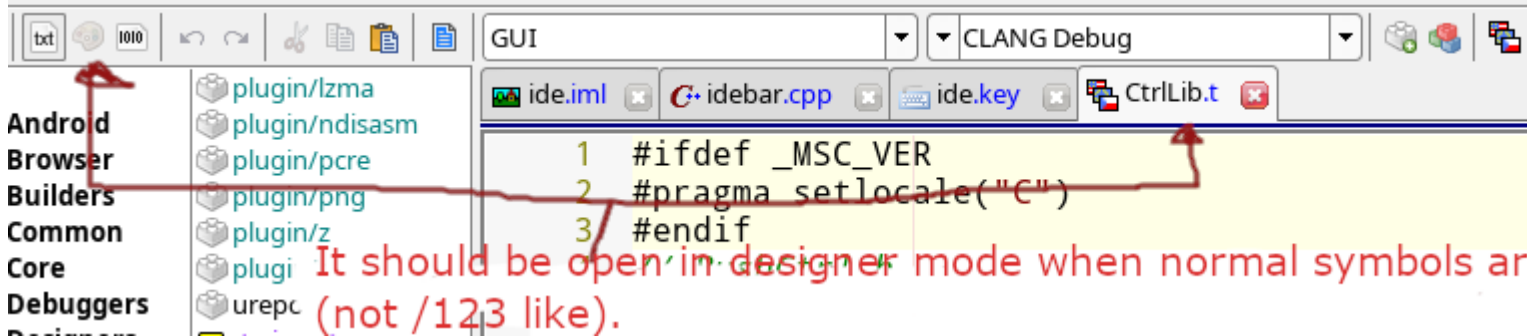 txt 1010 GUI CLANG Debug
ide.iml C++ idebar.cpp ide.key CtrlLib.t
plugin/lzma
Android plugin/ndisasm
Browser plugin/pcre
Builders plugin/png
Common plugin/z
Core plugi
Debuggers urepo
1 #ifdef _MSC_VER
2 #pragma setlocale("C")
3 #endif
It should be open in designer mode when normal symbols ar
(not /123 like).